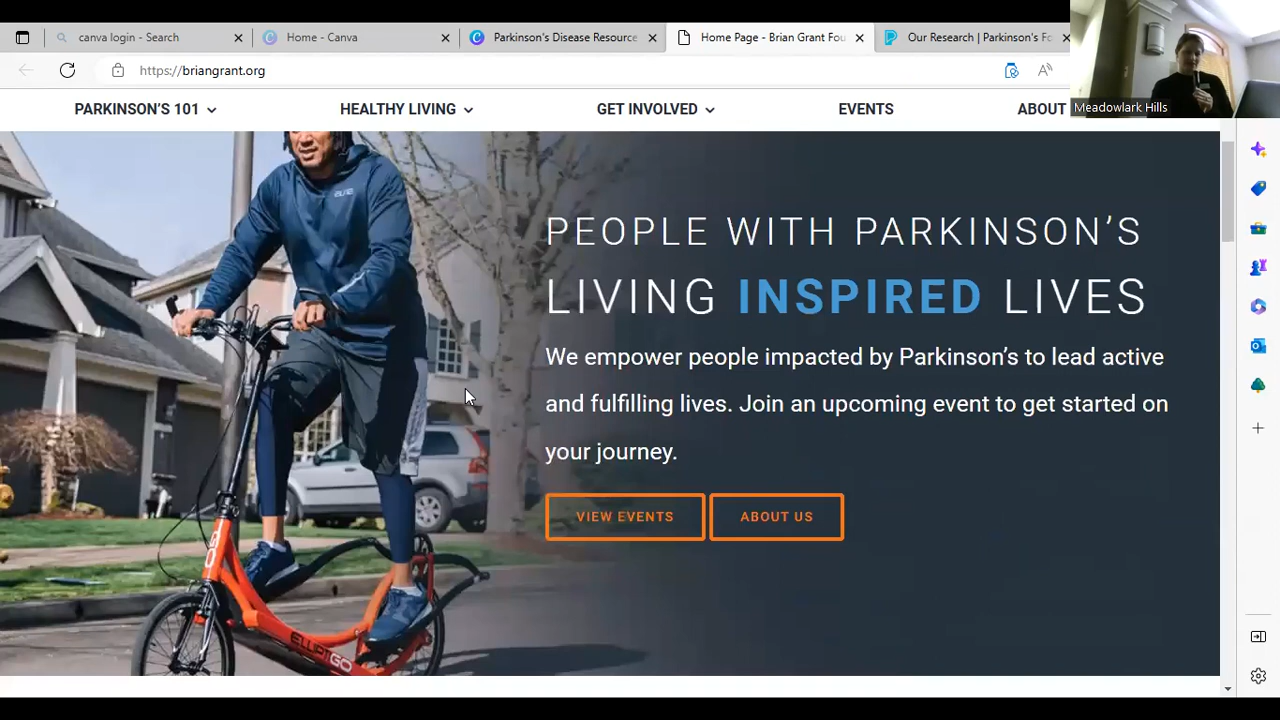 canva login - Search
Home - Canva
Parkinson's Disease Resource
Home Page - Brian Grant Fou
Our Research | Parkinson's Fo
https://briangrant.org
Meadowlark Hills
PARKINSON'S 101
HEALTHY LIVING
GET INVOLVED
EVENTS
ABOUT
PEOPLE WITH PARKINSON'S
LIVING INSPIRED LIVES
We empower people impacted by Parkinson's to lead active
and fulfilling lives. Join an upcoming event to get started on
your journey.
VIEW EVENTS
ABOUT US
ELLIPTIGO